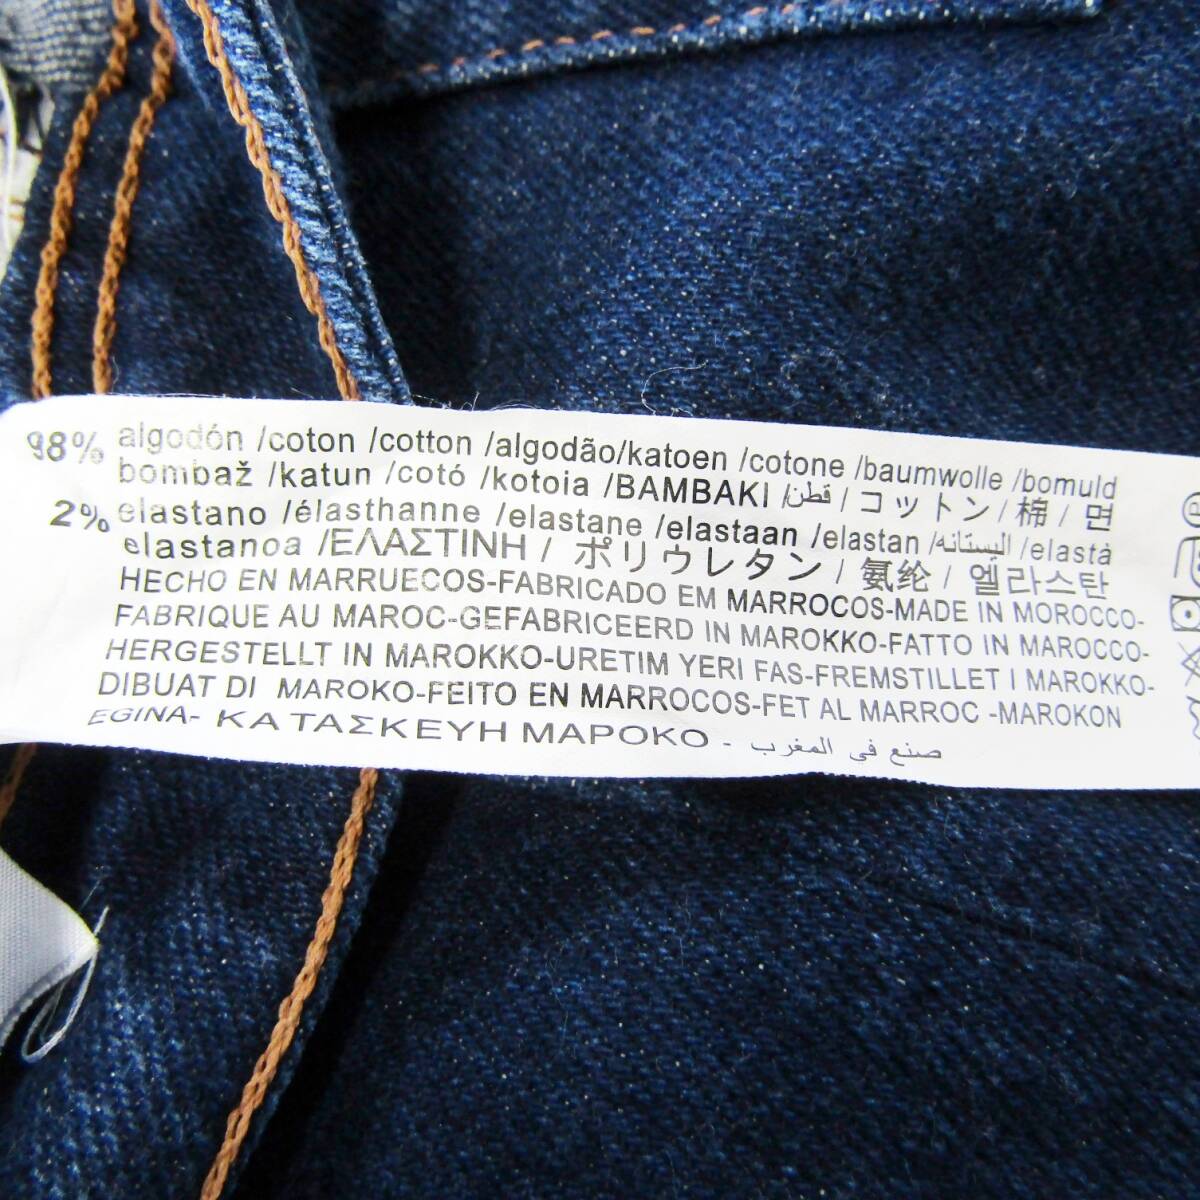 98% algodón /coton /cotton /algodão/katoen /cotone /baumwolle /bomuld
bombaž /katun /cotó /kotoia /BAMBAKI /قطن / コットン / 棉 / 면
2% elastano /élasthanne /elastane /elastaan /elastan /اليستانه /elastà
elastanoa /ΕΛΑΣΤΙΝΗ / ポリウレタン / 氨纶 / 엘라스탄
HECHO EN MARRUECOS-FABRICADO EM MARROCOS-MADE IN MOROCCO-
FABRIQUE AU MAROC-GEFABRICEERD IN MAROKKO-FATTO IN MAROCCO-
HERGESTELLT IN MAROKKO-URETIM YERI FAS-FREMSTILLET I MAROKKO-
DIBUAT DI MAROKO-FEITO EN MARROCOS-FET AL MARROC -MAROKON
EGINA- ΚΑΤΑΣΚΕΥΗ ΜΑΡΟΚΟ - صنع في المغرب